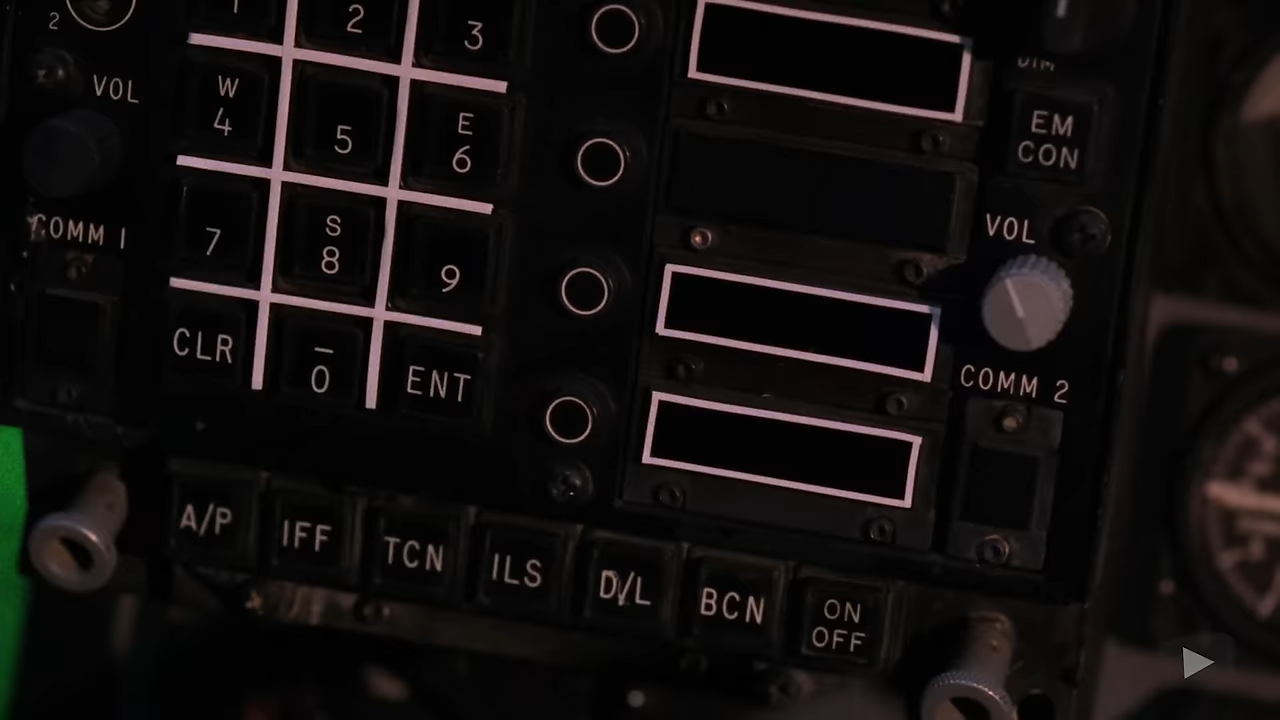 2
1
2
3
VOL
W
4
5
E
6
COMM 1
7
S
8
9
CLR
–
0
ENT
DIM
EM
CON
VOL
COMM 2
A/P
IFF
TCN
ILS
D/L
BCN
ON
OFF